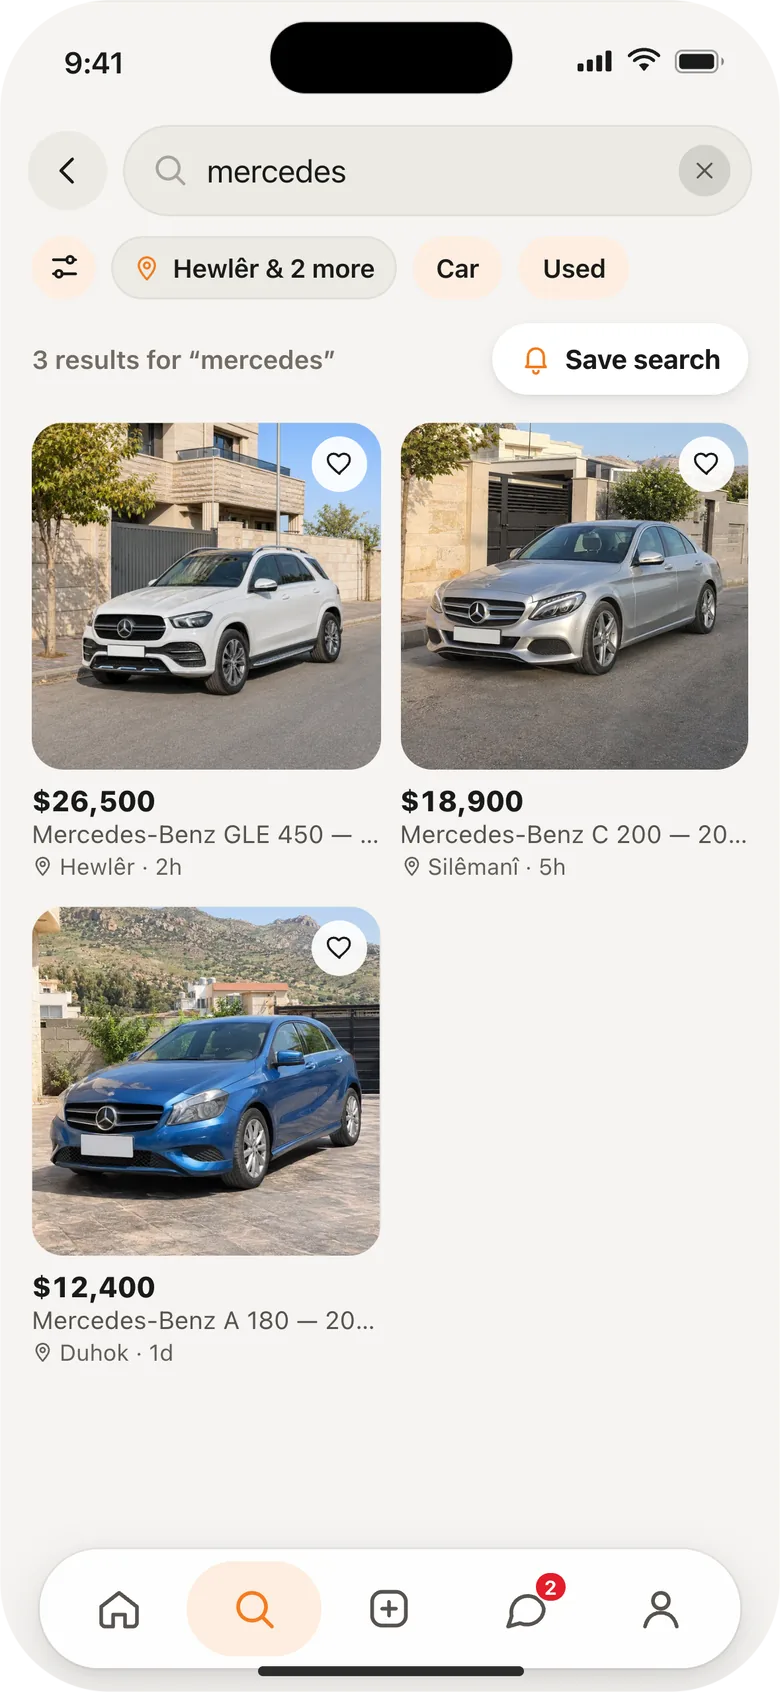 9:41
mercedes
Hewlêr & 2 more
Car
Used
3 results for “mercedes”
Save search
$26,500
Mercedes-Benz GLE 450 — ...
Hewlêr · 2h
$18,900
Mercedes-Benz C 200 — 20...
Silêmanî · 5h
$12,400
Mercedes-Benz A 180 — 20...
Duhok · 1d
2